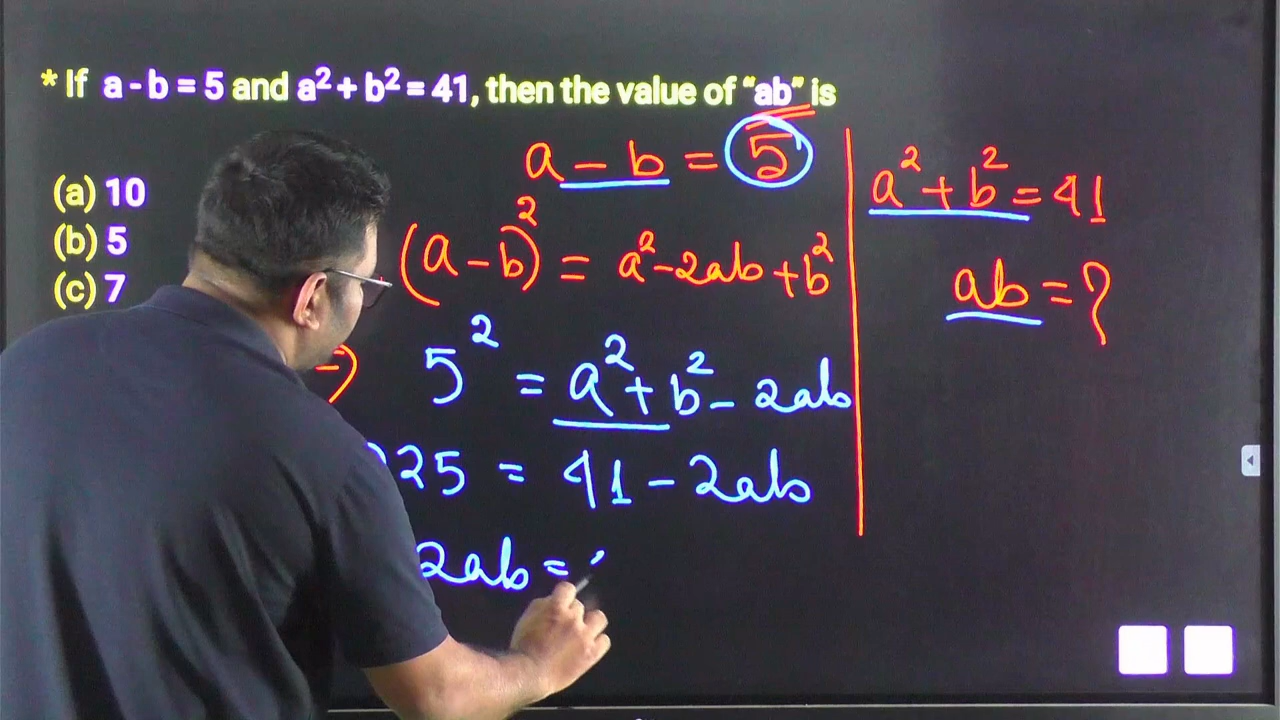 * If a - b = 5 and a² + b² = 41, then the value of “ab” is
(a) 10
(b) 5
(c) 7
a - b = 5
(a - b)² = a² - 2ab + b²
5² = a² + b² - 2ab
25 = 41 - 2ab
2ab =
a² + b² = 41
ab = ?